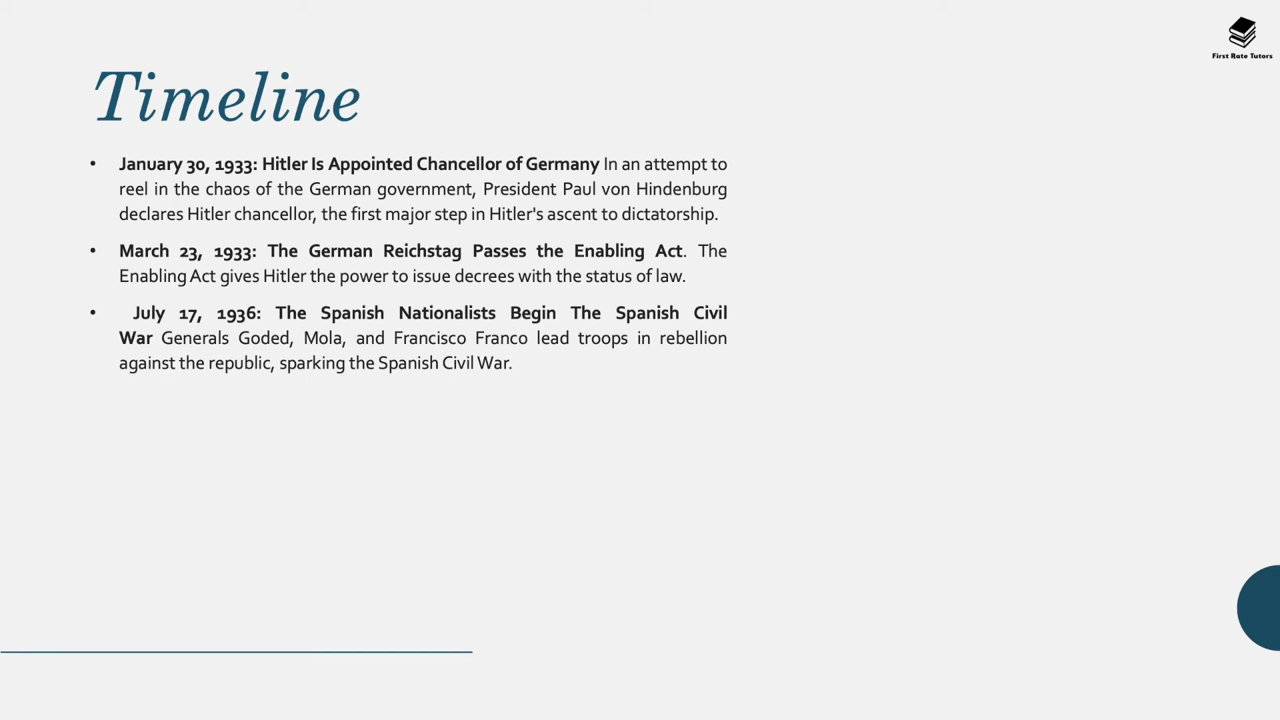 First Rate Tutors
Timeline
• January 30, 1933: Hitler Is Appointed Chancellor of Germany In an attempt to
reel in the chaos of the German government, President Paul von Hindenburg
declares Hitler chancellor, the first major step in Hitler's ascent to dictatorship.
• March 23, 1933: The German Reichstag Passes the Enabling Act. The
Enabling Act gives Hitler the power to issue decrees with the status of law.
• July 17, 1936: The Spanish Nationalists Begin The Spanish Civil
War Generals Goded, Mola, and Francisco Franco lead troops in rebellion
against the republic, sparking the Spanish Civil War.